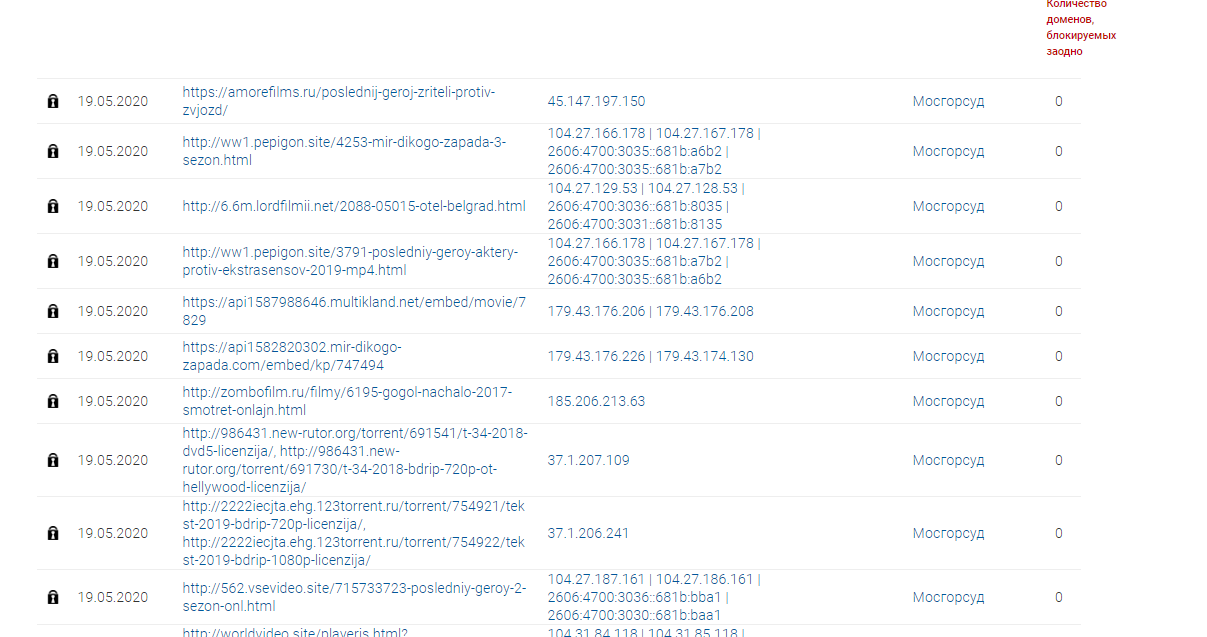 Количество
доменов,
блокируемых
заодно
19.05.2020
https://amorefilms.ru/poslednij-geroj-zriteli-protiv-
zvjozd/
45.147.197.150
Мосгорсуд
0
19.05.2020
http://ww1.pepigon.site/4253-mir-dikogo-zapada-3-
sezon.html
104.27.166.178 | 104.27.167.178 |
2606:4700:3035::681b:a6b2 |
2606:4700:3035::681b:a7b2
Мосгорсуд
0
19.05.2020
http://6.6m.lordfilmii.net/2088-05015-otel-belgrad.html
104.27.129.53 | 104.27.128.53 |
2606:4700:3036::681b:8035 |
2606:4700:3031::681b:8135
Мосгорсуд
0
19.05.2020
http://ww1.pepigon.site/3791-posledniy-geroy-aktery-
protiv-ekstrasensov-2019-mp4.html
104.27.166.178 | 104.27.167.178 |
2606:4700:3035::681b:a7b2 |
2606:4700:3035::681b:a6b2
Мосгорсуд
0
19.05.2020
https://api1587988646.multikland.net/embed/movie/7
829
179.43.176.206 | 179.43.176.208
Мосгорсуд
0
19.05.2020
https://api1582820302.mir-dikogo-
zapada.com/embed/kp/747494
179.43.176.226 | 179.43.174.130
Мосгорсуд
0
19.05.2020
http://zombofilm.ru/filmy/6195-gogol-nachalo-2017-
smotret-onlajn.html
185.206.213.63
Мосгорсуд
0
19.05.2020
http://986431.new-rutor.org/torrent/691541/t-34-2018-
dvd5-licenzija/, http://986431.new-
rutor.org/torrent/691730/t-34-2018-bdrip-720p-ot-
hellywood-licenzija/
37.1.207.109
Мосгорсуд
0
19.05.2020
http://2222iecjta.ehg.123torrent.ru/torrent/754921/tek
st-2019-bdrip-720p-licenzija/,
http://2222iecjta.ehg.123torrent.ru/torrent/754922/tek
st-2019-bdrip-1080p-licenzija/
37.1.206.241
Мосгорсуд
0
19.05.2020
http://562.vsevideo.site/715733723-posledniy-geroy-2-
sezon-onl.html
104.27.187.161 | 104.27.186.161 |
2606:4700:3036::681b:bba1 |
2606:4700:3030::681b:baa1
Мосгорсуд
0
http://worldvideo.site/playerjs.html?
104.31.84.118 | 104.31.85.118 |